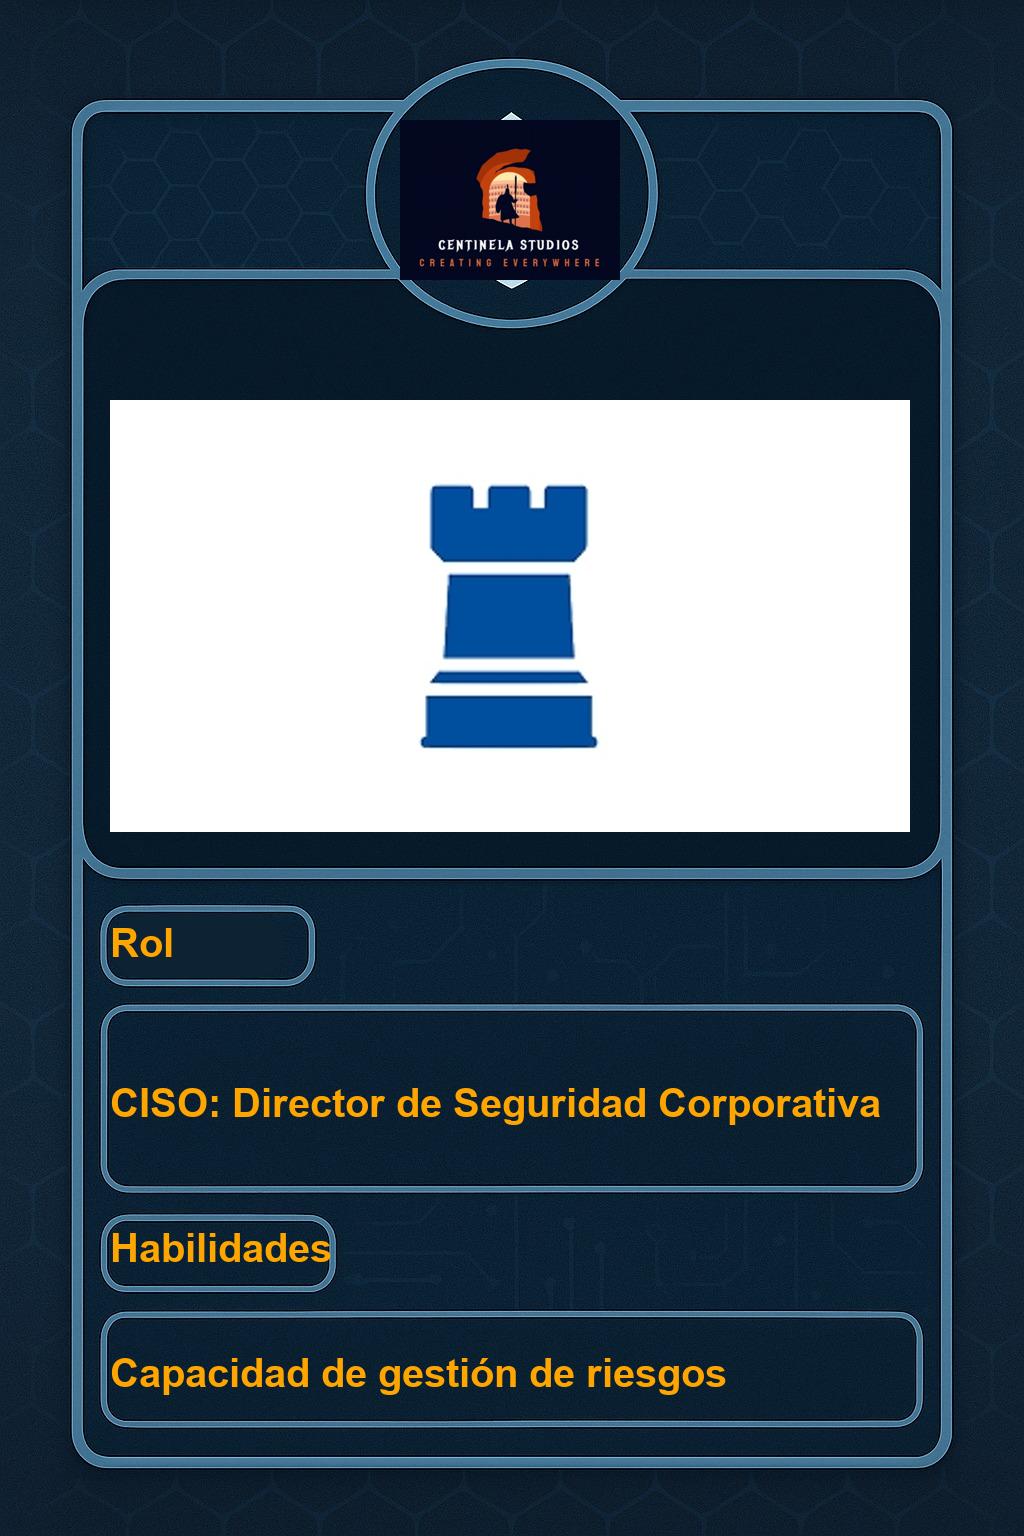 CENTINELA STUDIOS
CREATING EVERYWHERE
Rol
CISO: Director de Seguridad Corporativa
Habilidades
Capacidad de gestión de riesgos